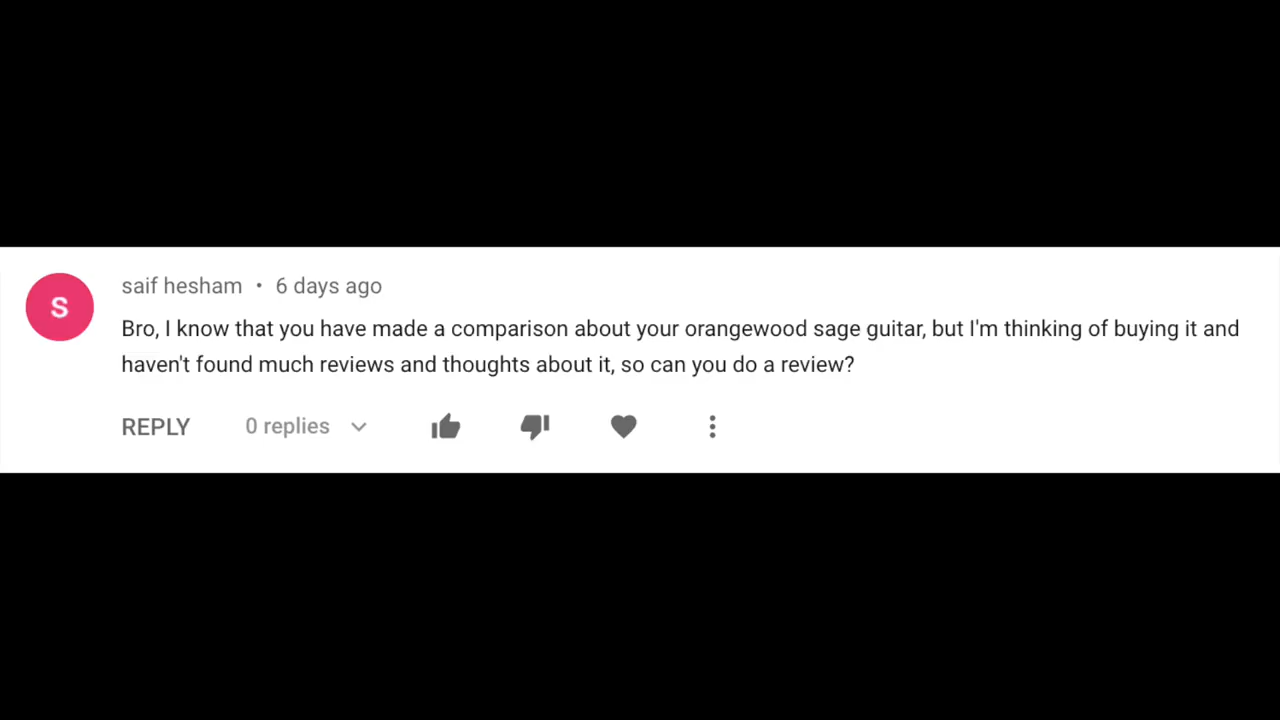 S
saif hesham • 6 days ago
Bro, I know that you have made a comparison about your orangewood sage guitar, but I'm thinking of buying it and
haven't found much reviews and thoughts about it, so can you do a review?
REPLY 0 replies